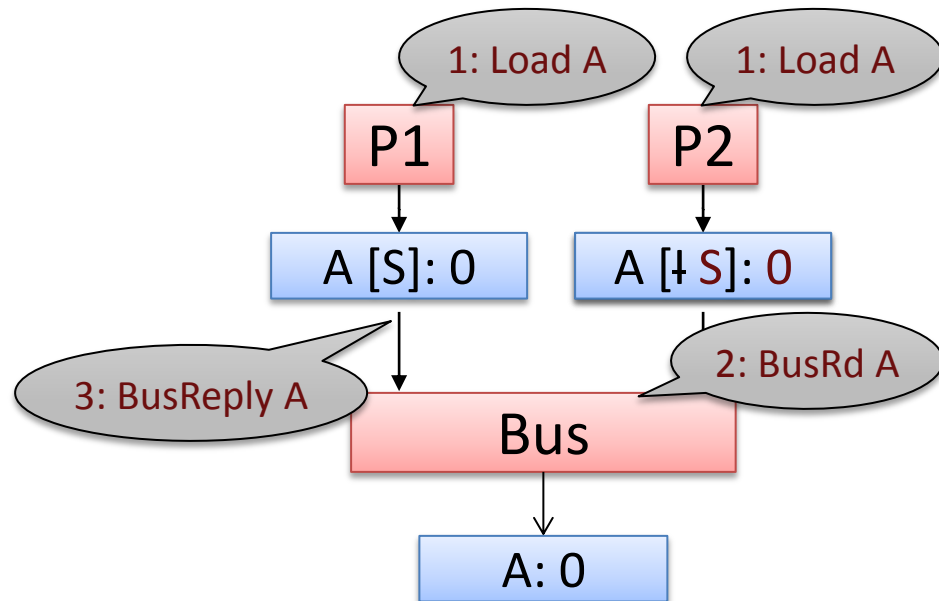 1: Load A
1: Load A
P1
P2
A [S]: 0
A [I S]: 0
3: BusReply A
2: BusRd A
Bus
A: 0